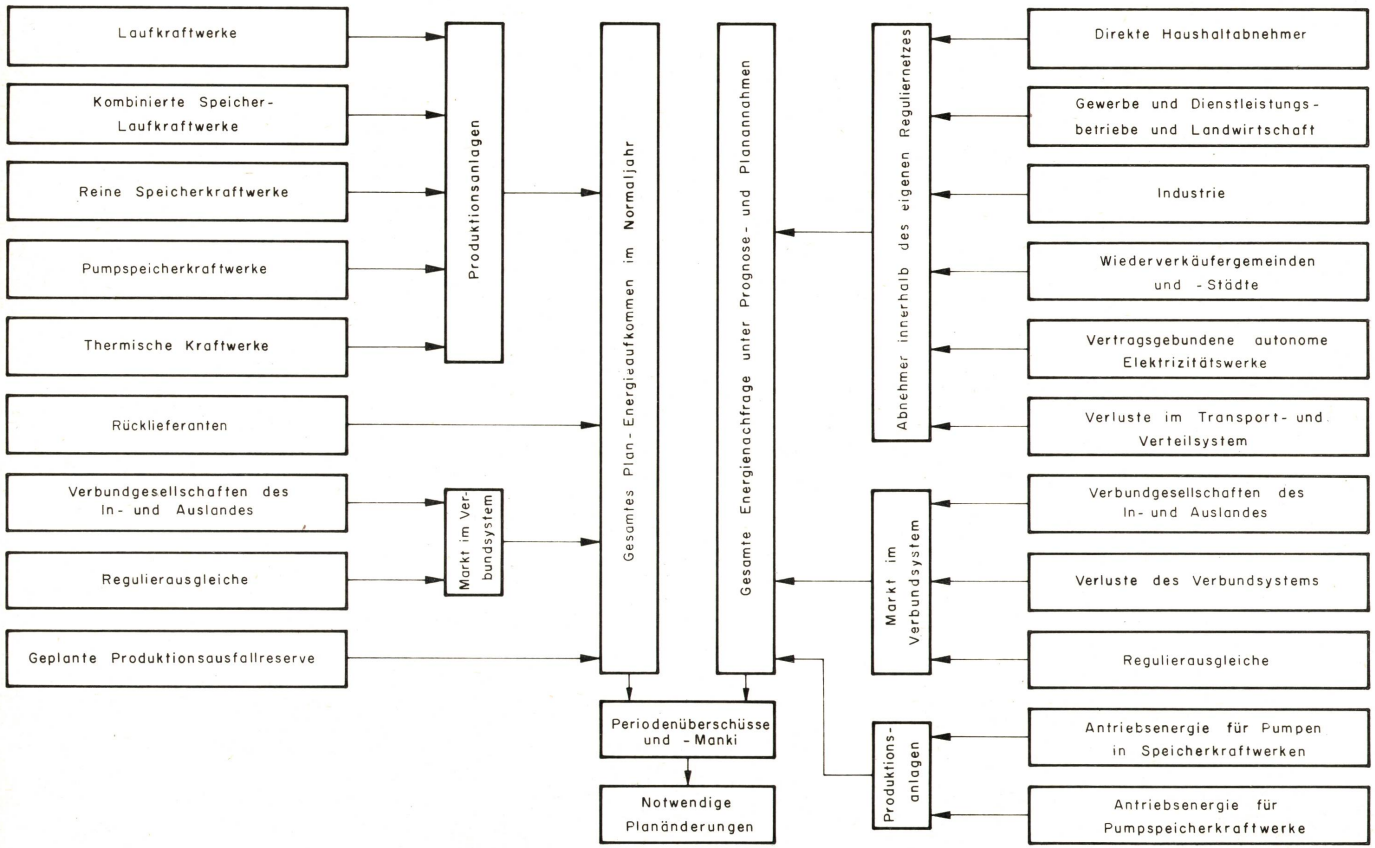 Laufkraftwerke
Kombinierte Speicher-
Laufkraftwerke
Reine Speicherkraftwerke
Pumpspeicherkraftwerke
Thermische Kraftwerke
Rücklieferanten
Verbundgesellschaften des
In- und Auslandes
Regulierausgleiche
Geplante Produktionsausfallreserve
Produktionsanlagen
Markt im Ver-
bundsystem
Gesamtes Plan-Energieaufkommen im Normaljahr
Gesamte Energienachfrage unter Prognose- und Planannahmen
Periodenüberschüsse
und -Manki
Notwendige
Planänderungen
Abnehmer innerhalb des eigenen Reguliernetzes
Markt im
Verbundsystem
Produktions-
anlagen
Direkte Haushaltabnehmer
Gewerbe und Dienstleistungs-
betriebe und Landwirtschaft
Industrie
Wiederverkäufergemeinden
und -Städte
Vertragsgebundene autonome
Elektrizitätswerke
Verluste im Transport- und
Verteilsystem
Verbundgesellschaften des
In- und Auslandes
Verluste des Verbundsystems
Regulierausgleiche
Antriebsenergie für Pumpen
in Speicherkraftwerken
Antriebsenergie für
Pumpspeicherkraftwerke